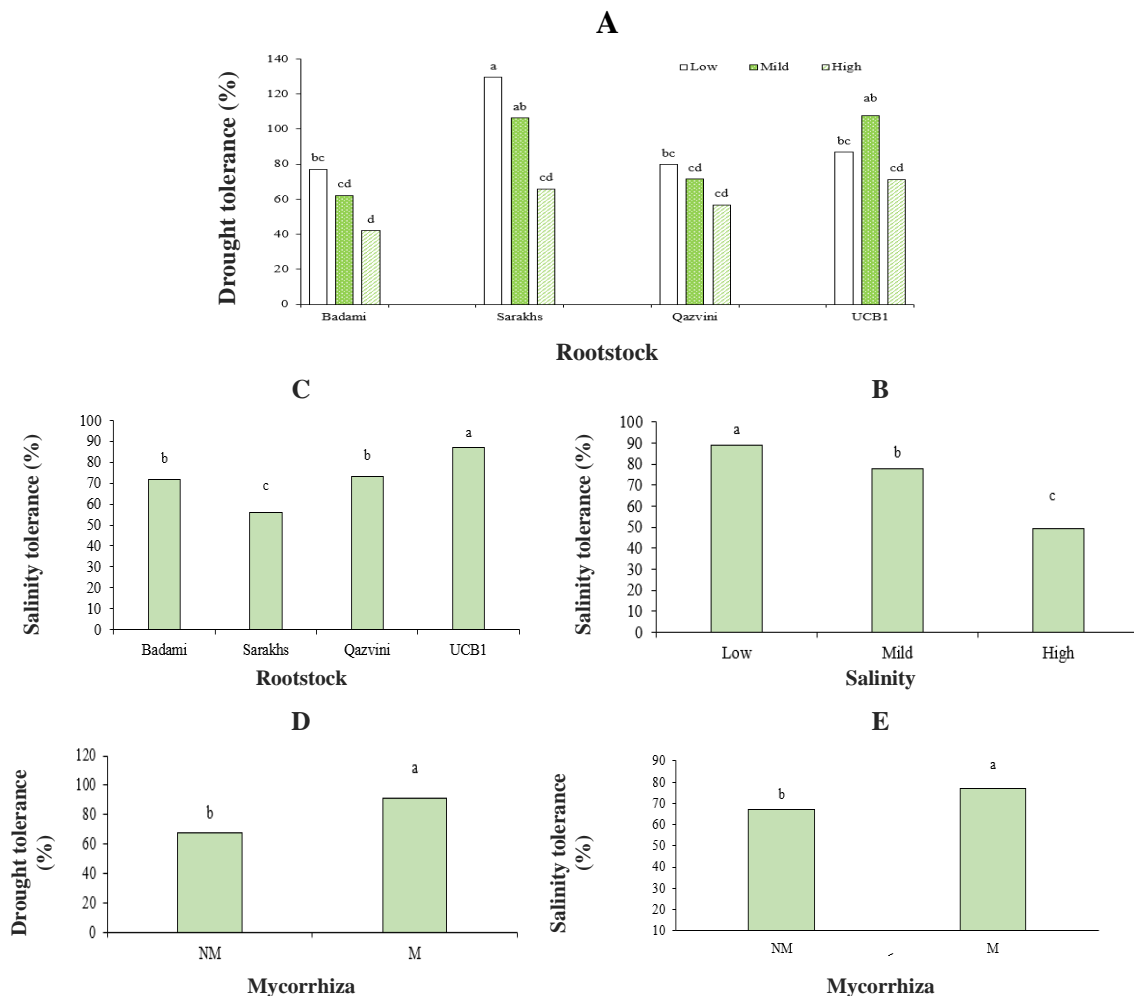 A
Drought tolerance (%)
140
120
100
80
60
40
20
0
Low Mild High
bc cd d
a ab cd
bc cd cd
bc ab cd
Badami Sarakhs Qazvini UCB1
Rootstock
C
Salinity tolerance (%)
100
90
80
70
60
50
40
30
20
10
0
b c b a
Badami Sarakhs Qazvini UCB1
Rootstock
B
Salinity tolerance (%)
100
90
80
70
60
50
40
30
20
10
0
a b c
Low Mild High
Salinity
D
Drought tolerance
(%)
120
100
80
60
40
20
0
b a
NM M
Mycorrhiza
E
Salinity tolerance
(%)
90
80
70
60
50
40
30
20
10
b a
NM M
Mycorrhiza